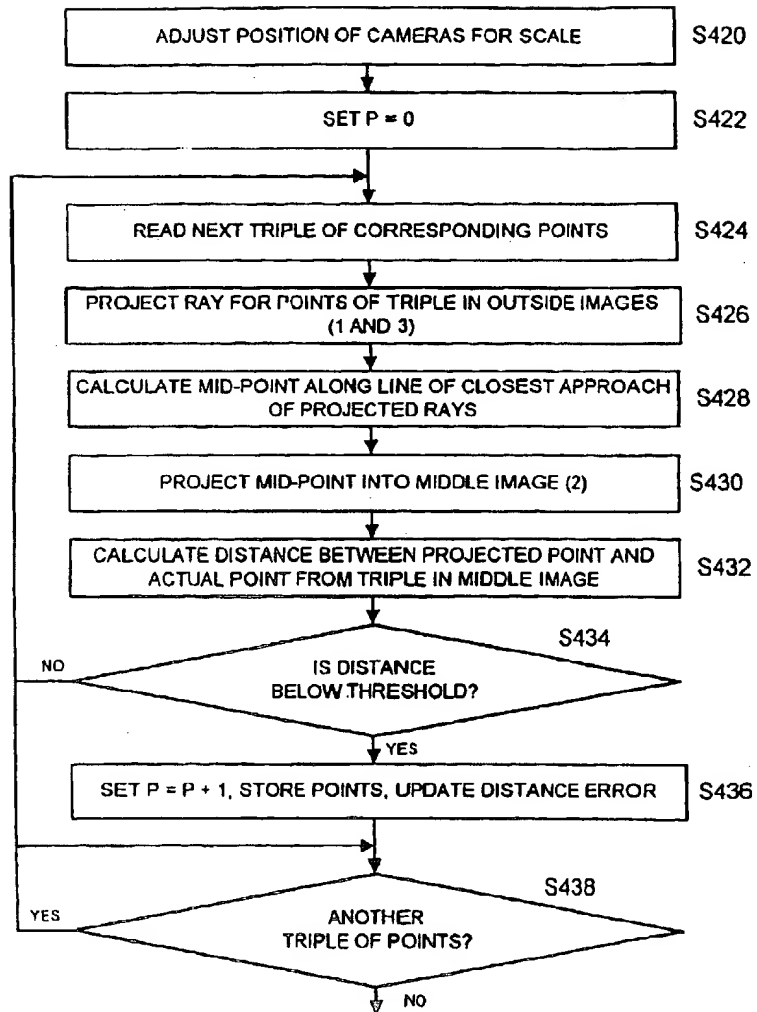 ADJUST POSITION OF CAMERAS FOR SCALE
S420
SET P = 0
S422
READ NEXT TRIPLE OF CORRESPONDING POINTS
S424
PROJECT RAY FOR POINTS OF TRIPLE IN OUTSIDE IMAGES
(1 AND 3)
S426
CALCULATE MID-POINT ALONG LINE OF CLOSEST APPROACH
OF PROJECTED RAYS
S428
PROJECT MID-POINT INTO MIDDLE IMAGE (2)
S430
CALCULATE DISTANCE BETWEEN PROJECTED POINT AND
ACTUAL POINT FROM TRIPLE IN MIDDLE IMAGE
S432
S434
NO
IS DISTANCE
BELOW THRESHOLD?
YES
SET P = P + 1, STORE POINTS, UPDATE DISTANCE ERROR
S436
S438
YES
ANOTHER
TRIPLE OF POINTS?
NO